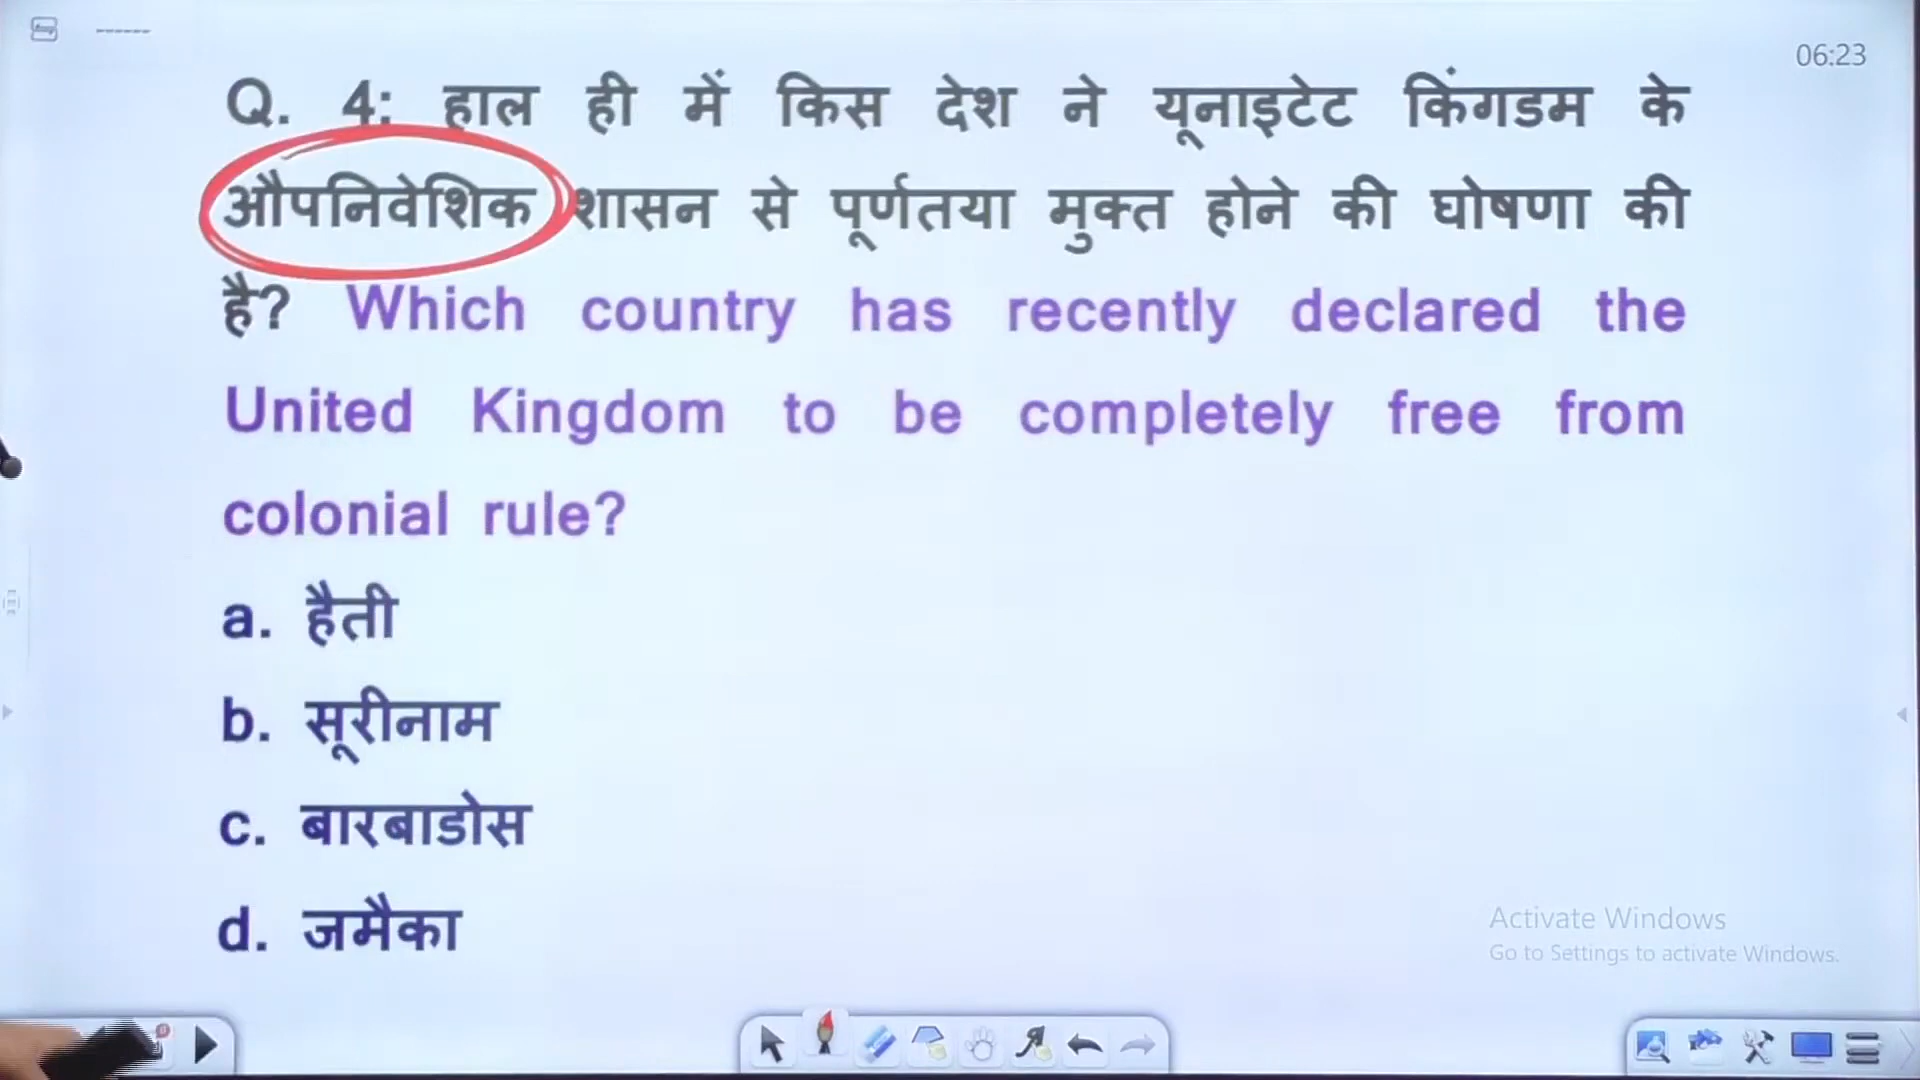 06:23
Q. 4: हाल ही में किस देश ने यूनाइटेट किंगडम के
औपनिवेशिक शासन से पूर्णतया मुक्त होने की घोषणा की
है? Which country has recently declared the
United Kingdom to be completely free from
colonial rule?
a. हैती
b. सूरीनाम
c. बारबाडोस
d. जमैका
Activate Windows
Go to Settings to activate Windows.